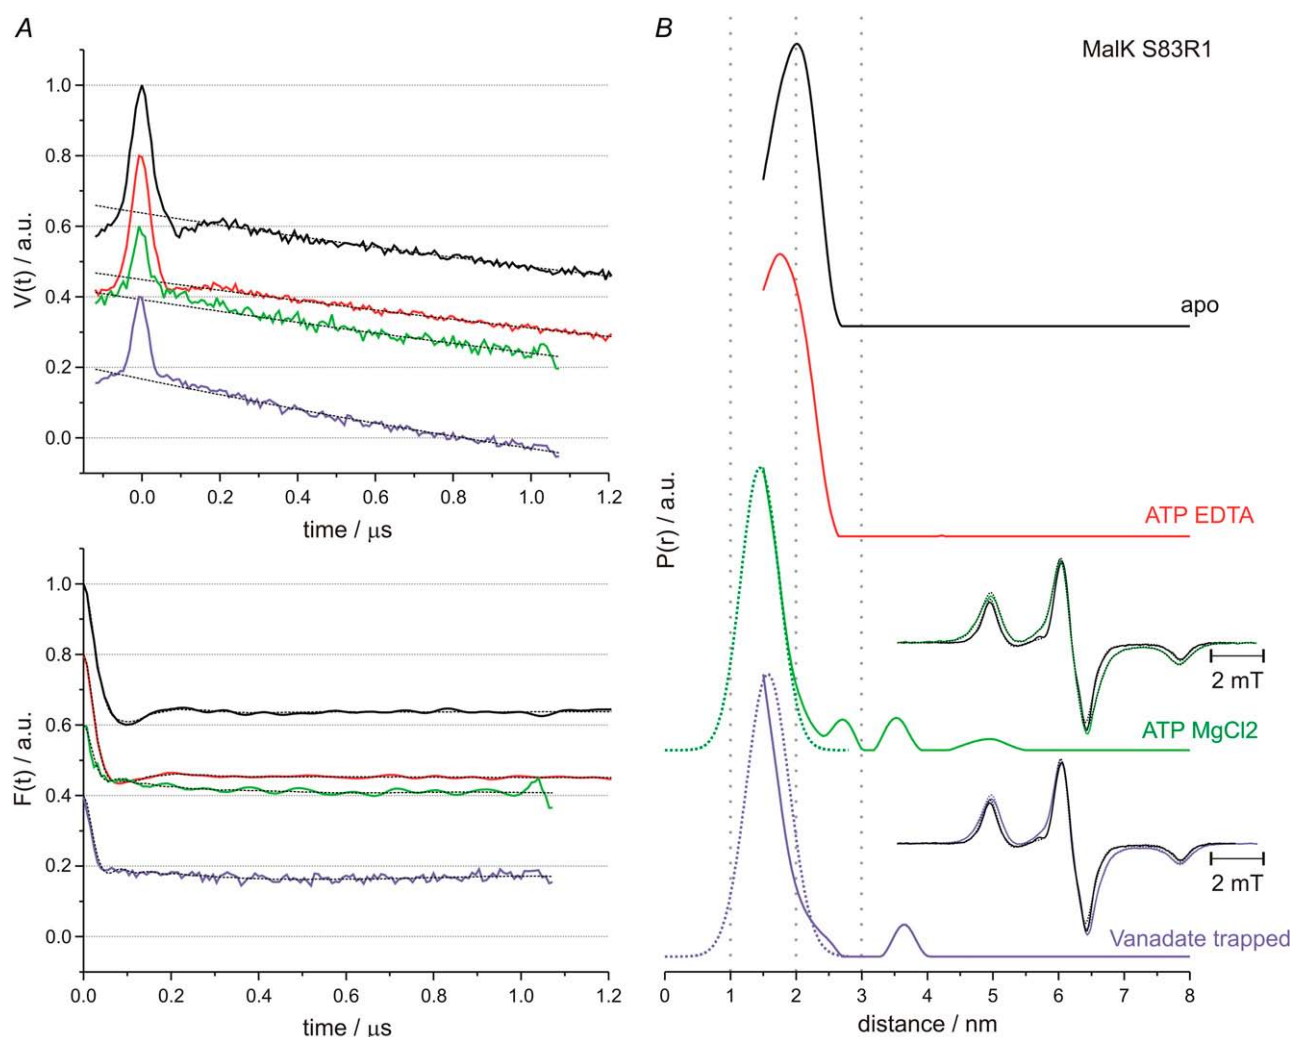 A
1.0
0.8
0.6
0.4
0.2
0.0
V(t) / a.u.
0.0 0.2 0.4 0.6 0.8 1.0 1.2
time / μs
1.0
0.8
0.6
0.4
0.2
0.0
F(t) / a.u.
0.0 0.2 0.4 0.6 0.8 1.0 1.2
time / μs
B
MalK S83R1
apo
ATP EDTA
P(r) / a.u.
2 mT
ATP MgCl2
2 mT
Vanadate trapped
0 1 2 3 4 5 6 7 8
distance / nm